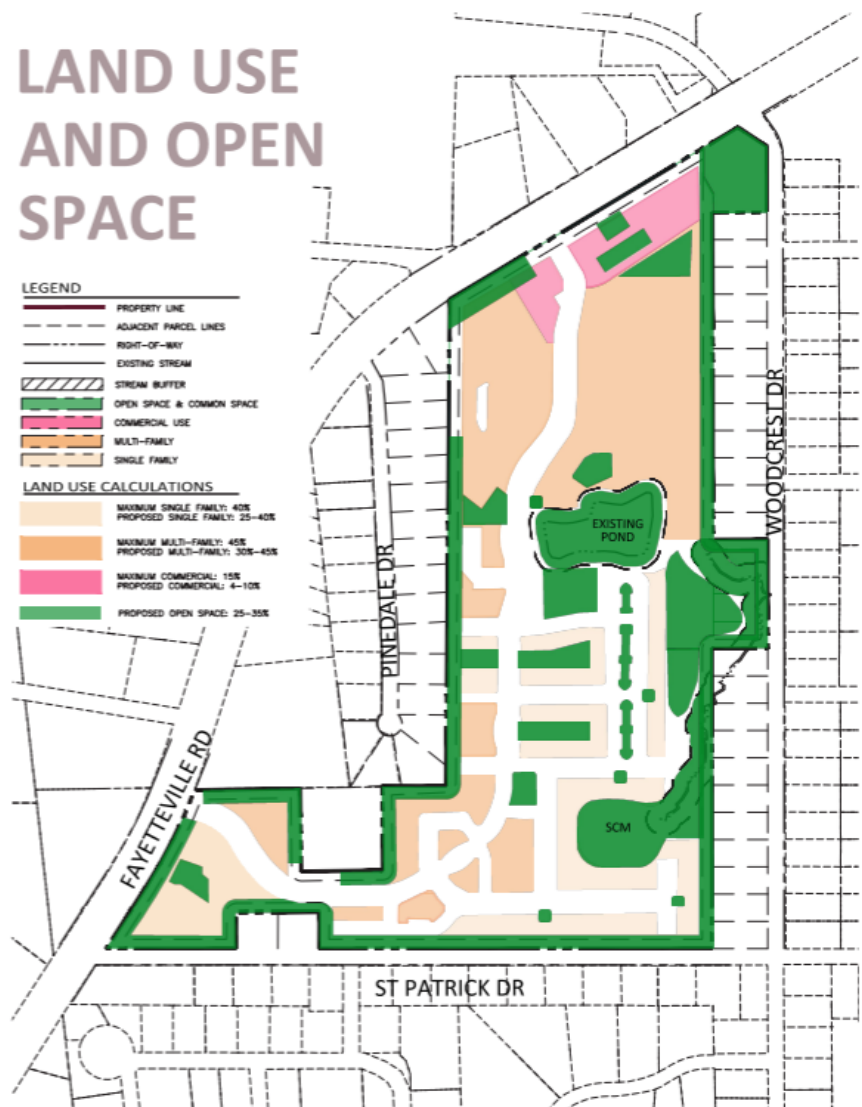 LAND USE
AND OPEN
SPACE
LEGEND
PROPERTY LINE
ADJACENT PARCEL LINES
RIGHT-OF-WAY
EXISTING STREAM
STREAM BUFFER
OPEN SPACE & COMMON SPACE
COMMERCIAL USE
MULTI-FAMILY
SINGLE FAMILY
LAND USE CALCULATIONS
MAXIMUM SINGLE FAMILY: 40%
PROPOSED SINGLE FAMILY: 25-40%
MAXIMUM MULTI-FAMILY: 45%
PROPOSED MULTI-FAMILY: 30%-45%
MAXIMUM COMMERCIAL: 15%
PROPOSED COMMERCIAL: 4-10%
PROPOSED OPEN SPACE: 25-35%
WOODCREST DR
EXISTING
POND
PINEDALE DR
FAYETTEVILLE RD
SCM
ST PATRICK DR